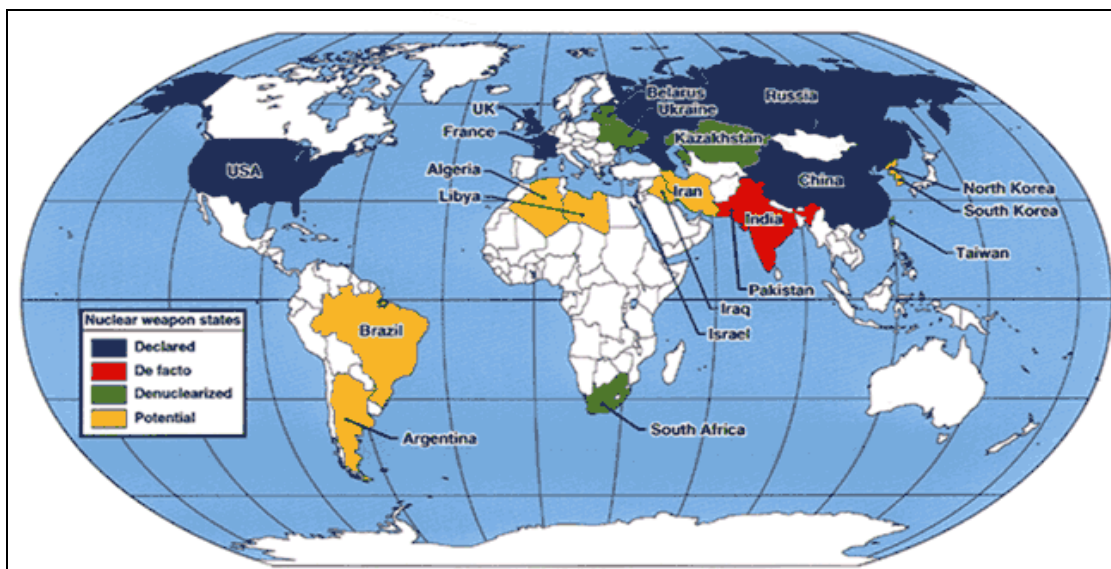 Belarus
Ukraine
Russia
UK
France
Kazakhstan
USA
Algeria
Libya
Iran
China
North Korea
South Korea
India
Taiwan
Pakistan
Iraq
Israel
Nuclear weapon states
Declared
De facto
Denuclearized
Potential
Brazil
Argentina
South Africa